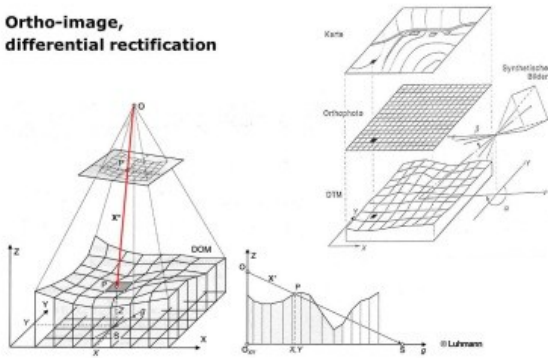 Ortho-image,
differential rectification
Karte
Synthetische
Bilder
Orthophoto
DTM
X
Y
O
P
X*
DOM
Z
P
Z
Y
Y
X
X
Z
O
X*
P
X,Y
S
© Luhmann